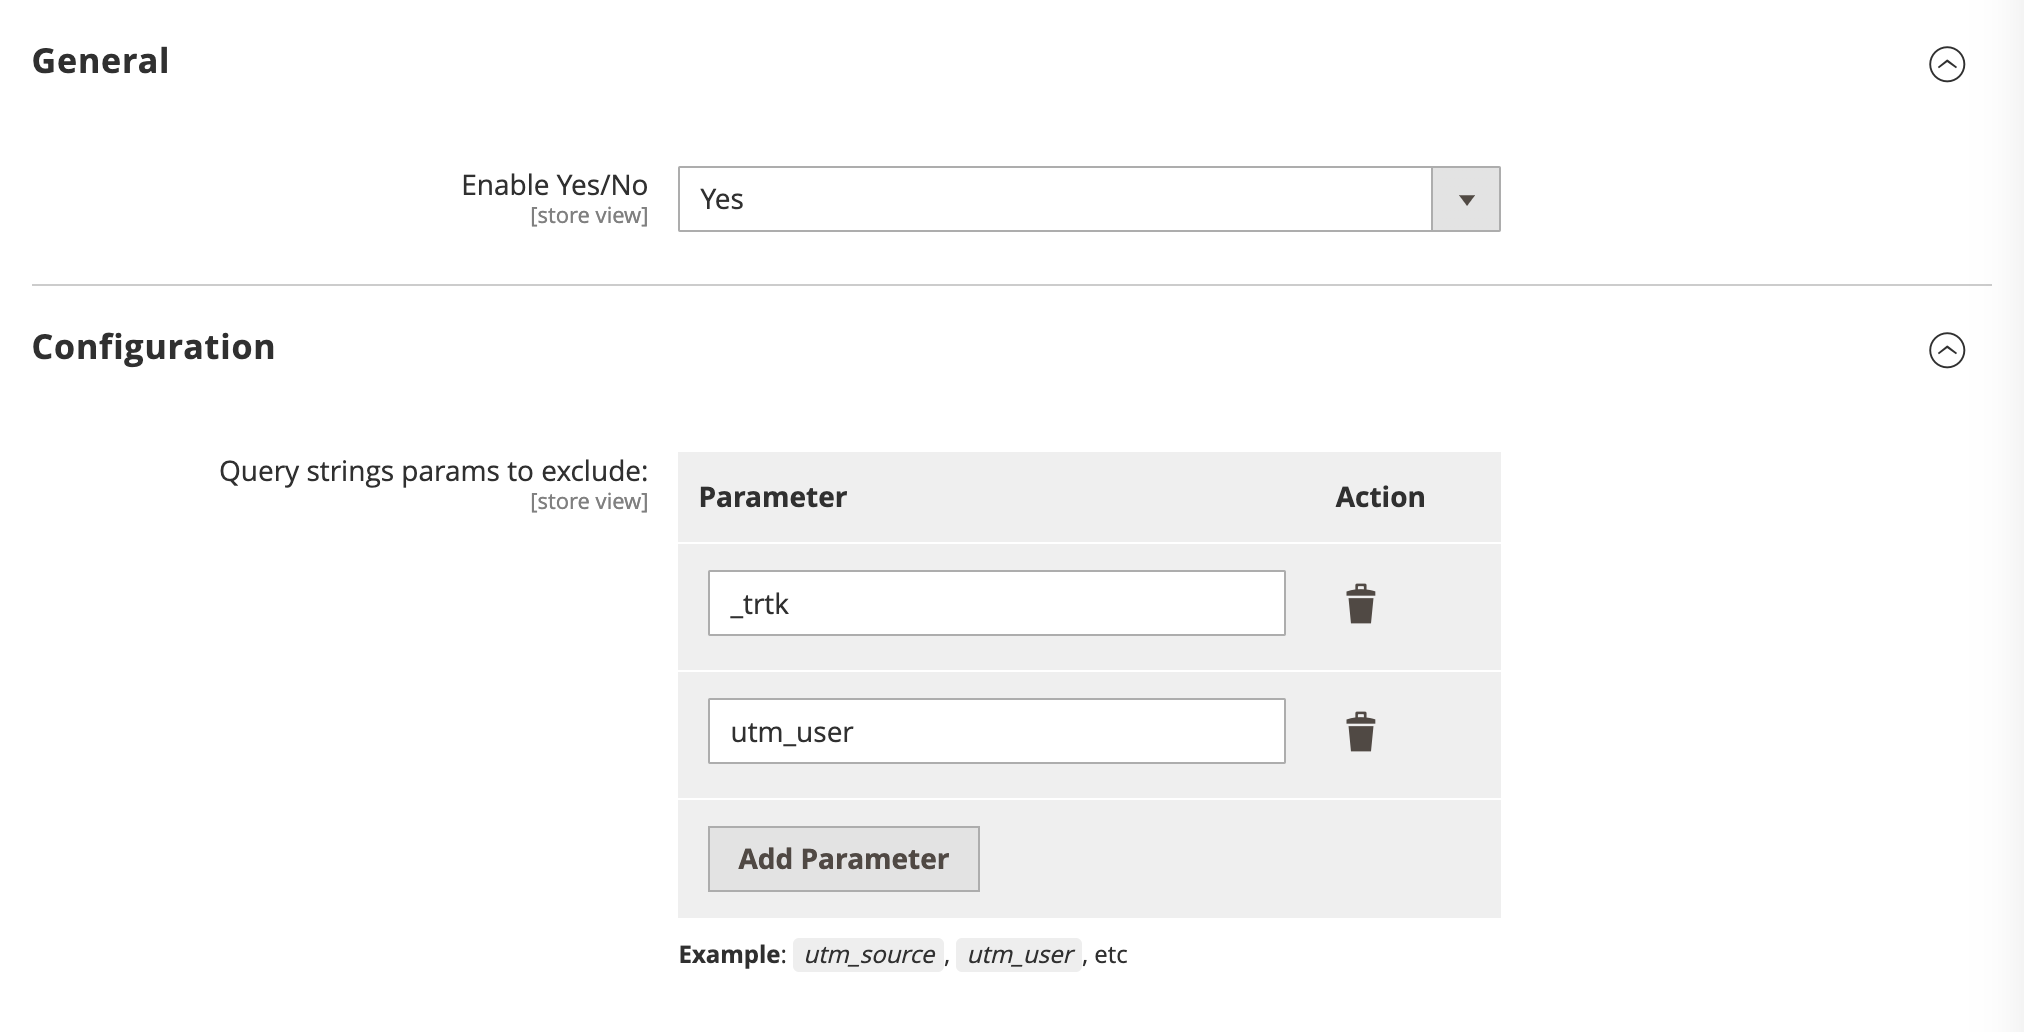 General
Enable Yes/No
[store view]
Yes
Configuration
Query strings params to exclude:
[store view]
Parameter Action
_trtk
utm_user
Add Parameter
Example: utm_source , utm_user , etc